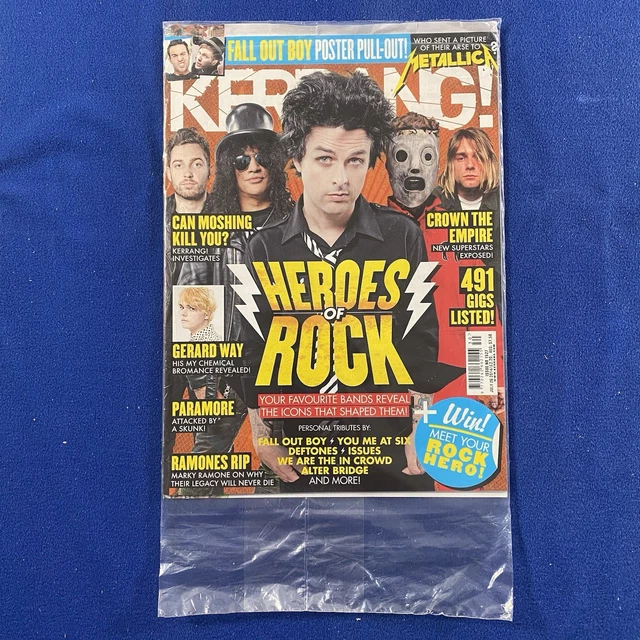 FALL OUT BOY POSTER PULL-OUT!
WHO SENT A PICTURE
OF THEIR ARSE TO
METALLICA?
KERRANG!
CAN MOSHING
KILL YOU?
KERRANG!
INVESTIGATES
CROWN THE
EMPIRE
NEW SUPERSTARS
EXPOSED!
491
GIGS
LISTED!
HEROES
OF
ROCK
YOUR FAVOURITE BANDS REVEAL
THE ICONS THAT SHAPED THEM!
PERSONAL TRIBUTES BY:
FALL OUT BOY YOU ME AT SIX
DEFTONES ISSUES
WE ARE THE IN CROWD
ALTER BRIDGE
AND MORE!
GERARD WAY
HIS MY CHEMICAL
BROMANCE REVEALED!
PARAMORE
ATTACKED BY
A SKUNK!
RAMONES RIP
MARKY RAMONE ON WHY
THEIR LEGACY WILL NEVER DIE
+ Win!
MEET YOUR
ROCK
HERO!